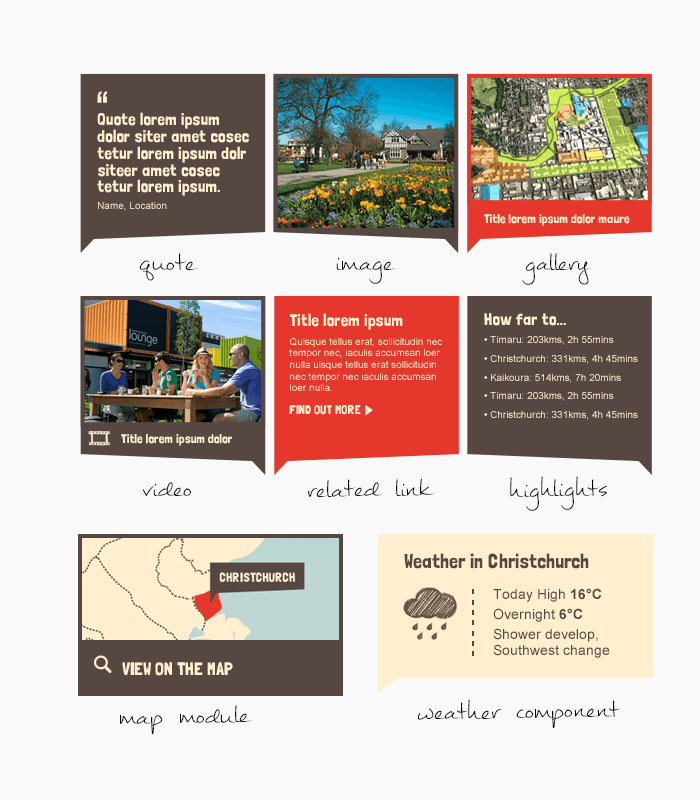 “
Quote lorem ipsum
dolor siter amet cosec
tetur lorem ipsum dolr
siteer amet cosec
tetur lorem ipsum.
Name, Location
quote
image
Title lorem ipsum dolor maure
gallery
lounge
Title lorem ipsum dolor
video
Title lorem ipsum
Quisque tellus erat, sollicitudin nec
tempor nec, iaculis accumsan loer
nulla uisque tellus erat sollicitudin
nec tempor nec iaculis accumsan
loer nulla.
FIND OUT MORE
related link
How far to...
• Timaru: 203kms, 2h 55mins
• Christchurch: 331kms, 4h 45mins
• Kaikoura: 514kms, 7h 20mins
• Timaru: 203kms, 2h 55mins
• Christchurch: 331kms, 4h 45mins
highlights
CHRISTCHURCH
VIEW ON THE MAP
map module
Weather in Christchurch
Today High 16°C
Overnight 6°C
Shower develop,
Southwest change
weather component